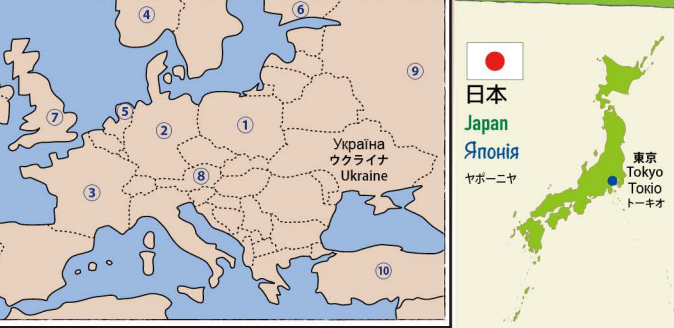 ④
⑥
⑨
⑦
⑤
②
①
Україна
ウクライナ
Ukraine
⑧
③
⑩
日本
Japan
Японія
ヤポーニヤ
東京
Tokyo
Токіо
トーキオ